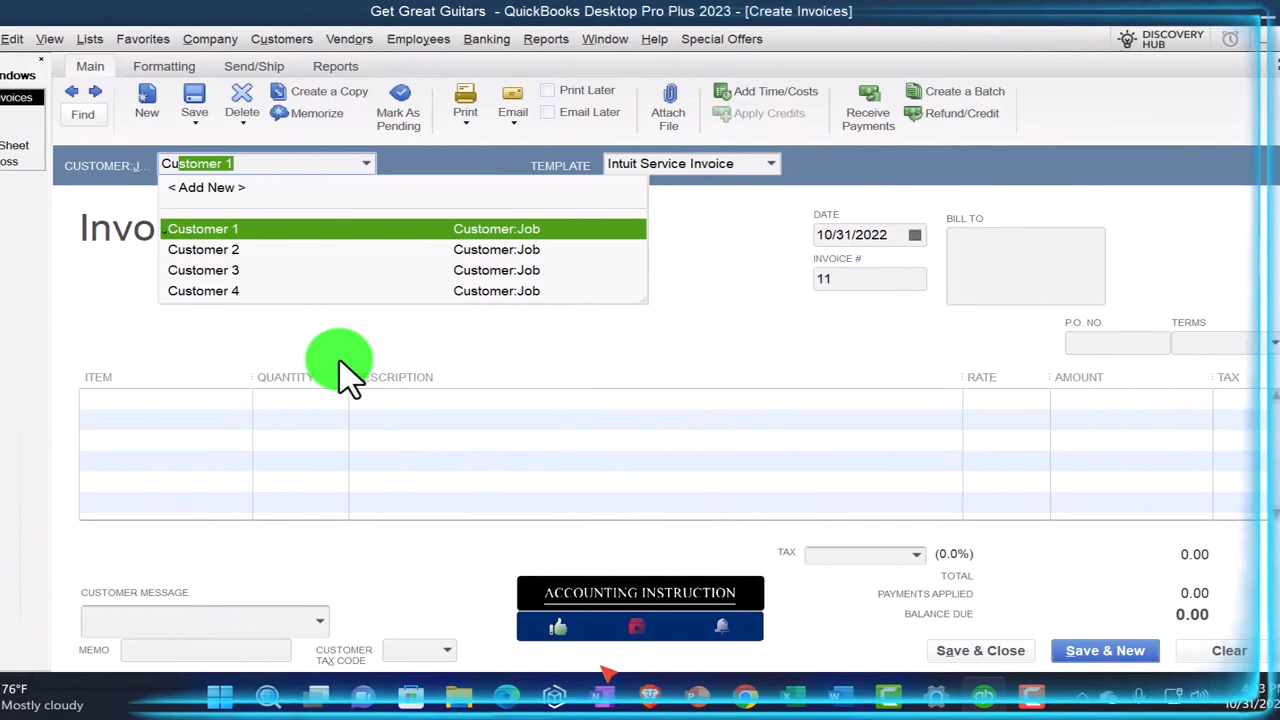 Get Great Guitars - QuickBooks Desktop Pro Plus 2023 - [Create Invoices]
Edit View Lists Favorites Company Customers Vendors Employees Banking Reports Window Help Special Offers DISCOVERY HUB
ndows
Main Formatting Send/Ship Reports
voices
Find New Save Delete Create a Copy Memorize Mark As Pending Print Email Print Later Email Later Attach File Add Time/Costs Apply Credits Receive Payments Create a Batch Refund/Credit
Sheet
oss
CUSTOMER:J... Customer 1 TEMPLATE Intuit Service Invoice
< Add New >
Customer 1 Customer:Job
Customer 2 Customer:Job
Customer 3 Customer:Job
Customer 4 Customer:Job
Invo
DATE BILL TO
10/31/2022
INVOICE #
11
P.O. NO. TERMS
ITEM QUANTITY ESCRIPTION RATE AMOUNT TAX
TAX (0.0%) 0.00
TOTAL
PAYMENTS APPLIED 0.00
BALANCE DUE 0.00
CUSTOMER MESSAGE
ACCOUNTING INSTRUCTION
MEMO CUSTOMER TAX CODE
Save & Close Save & New Clear
76°F
Mostly cloudy